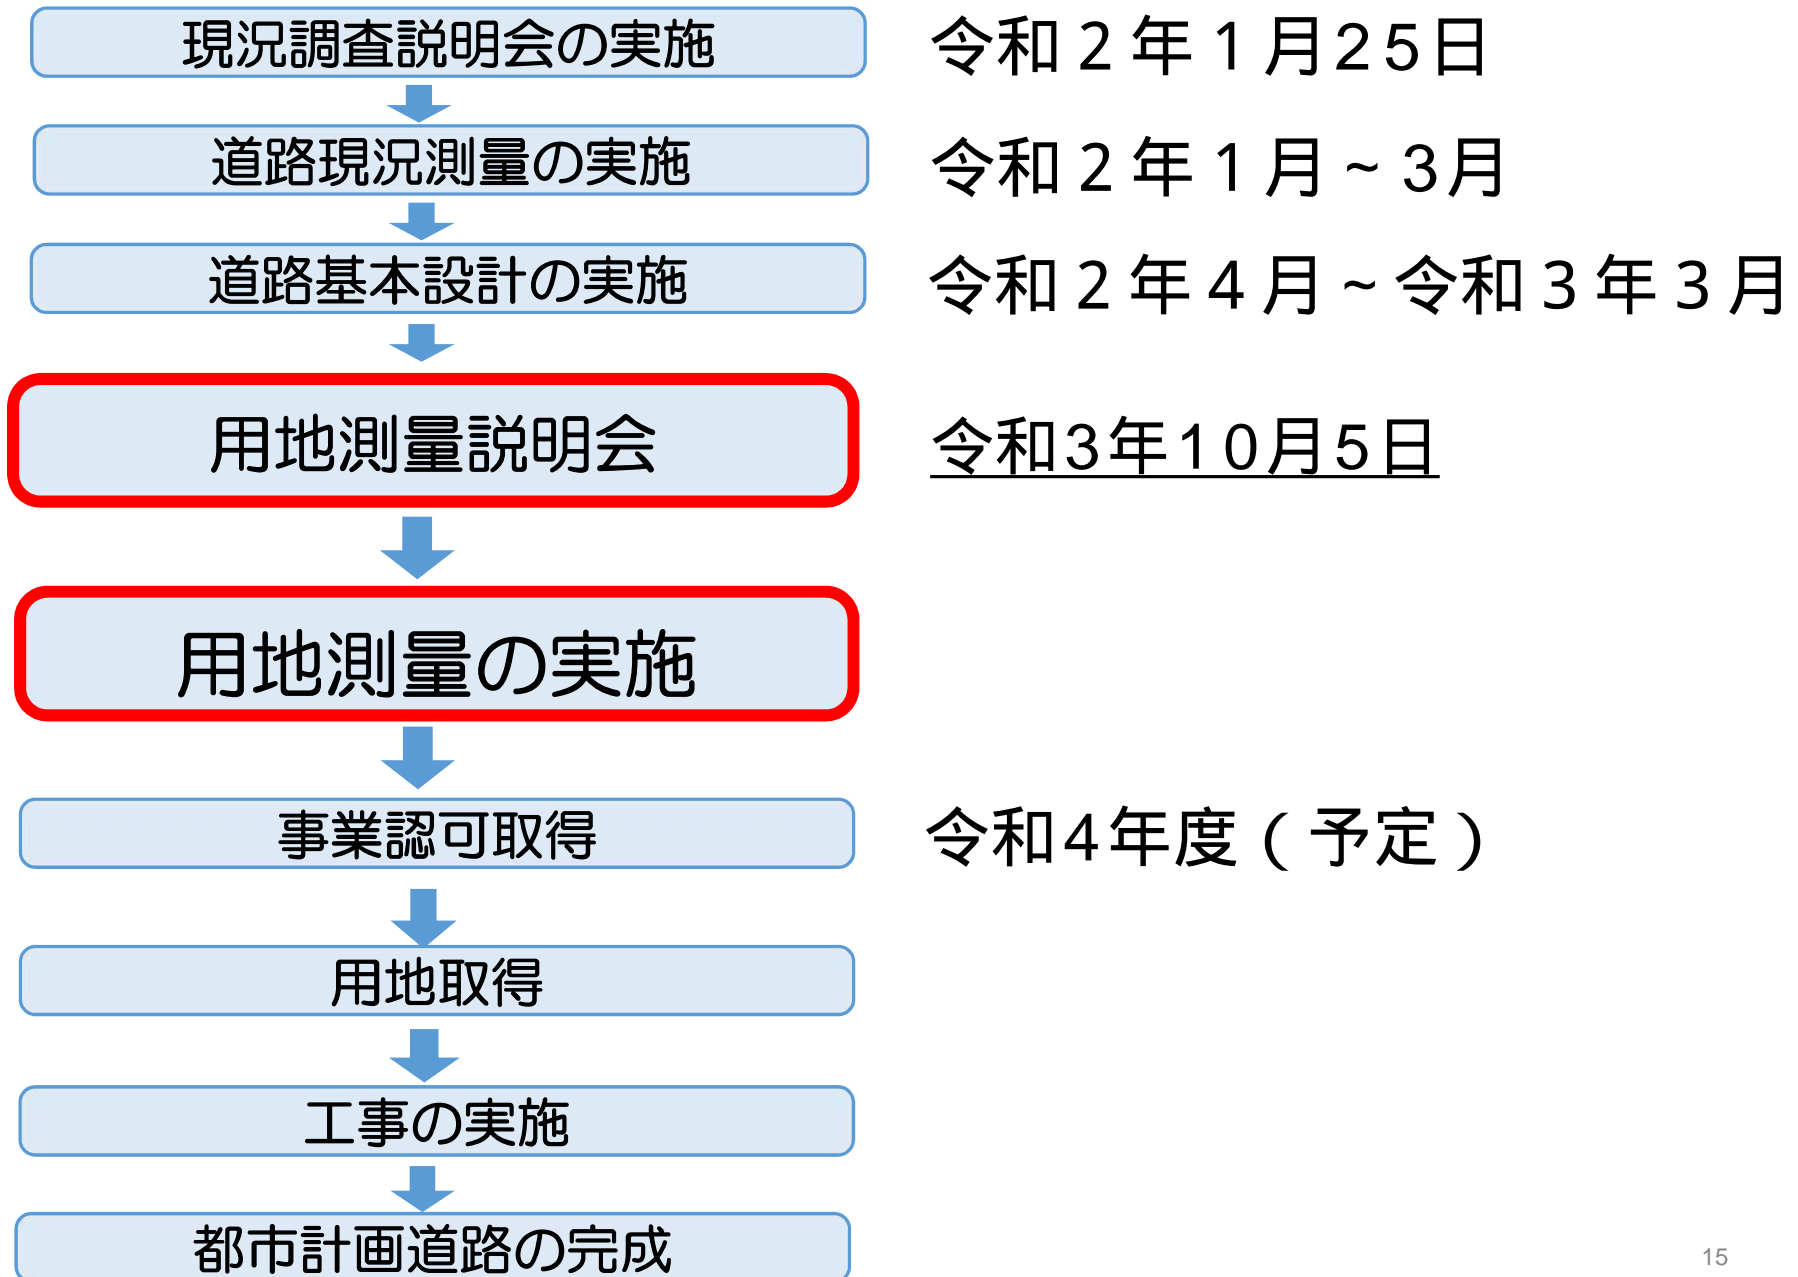 現況調査説明会の実施 令和２年１月25日
道路現況測量の実施 令和２年１月～3月
道路基本設計の実施 令和２年４月～令和３年３月
用地測量説明会 令和3年10月5日
用地測量の実施
事業認可取得 令和4年度（予定）
用地取得
工事の実施
都市計画道路の完成
15